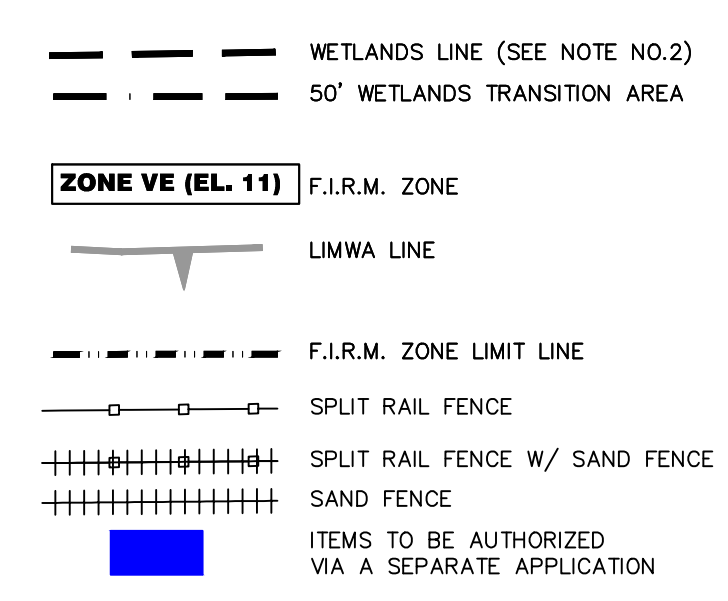 WETLANDS LINE (SEE NOTE NO.2)
50' WETLANDS TRANSITION AREA
ZONE VE (EL. 11) F.I.R.M. ZONE
LIMWA LINE
F.I.R.M. ZONE LIMIT LINE
SPLIT RAIL FENCE
SPLIT RAIL FENCE W/ SAND FENCE
SAND FENCE
ITEMS TO BE AUTHORIZED
VIA A SEPARATE APPLICATION